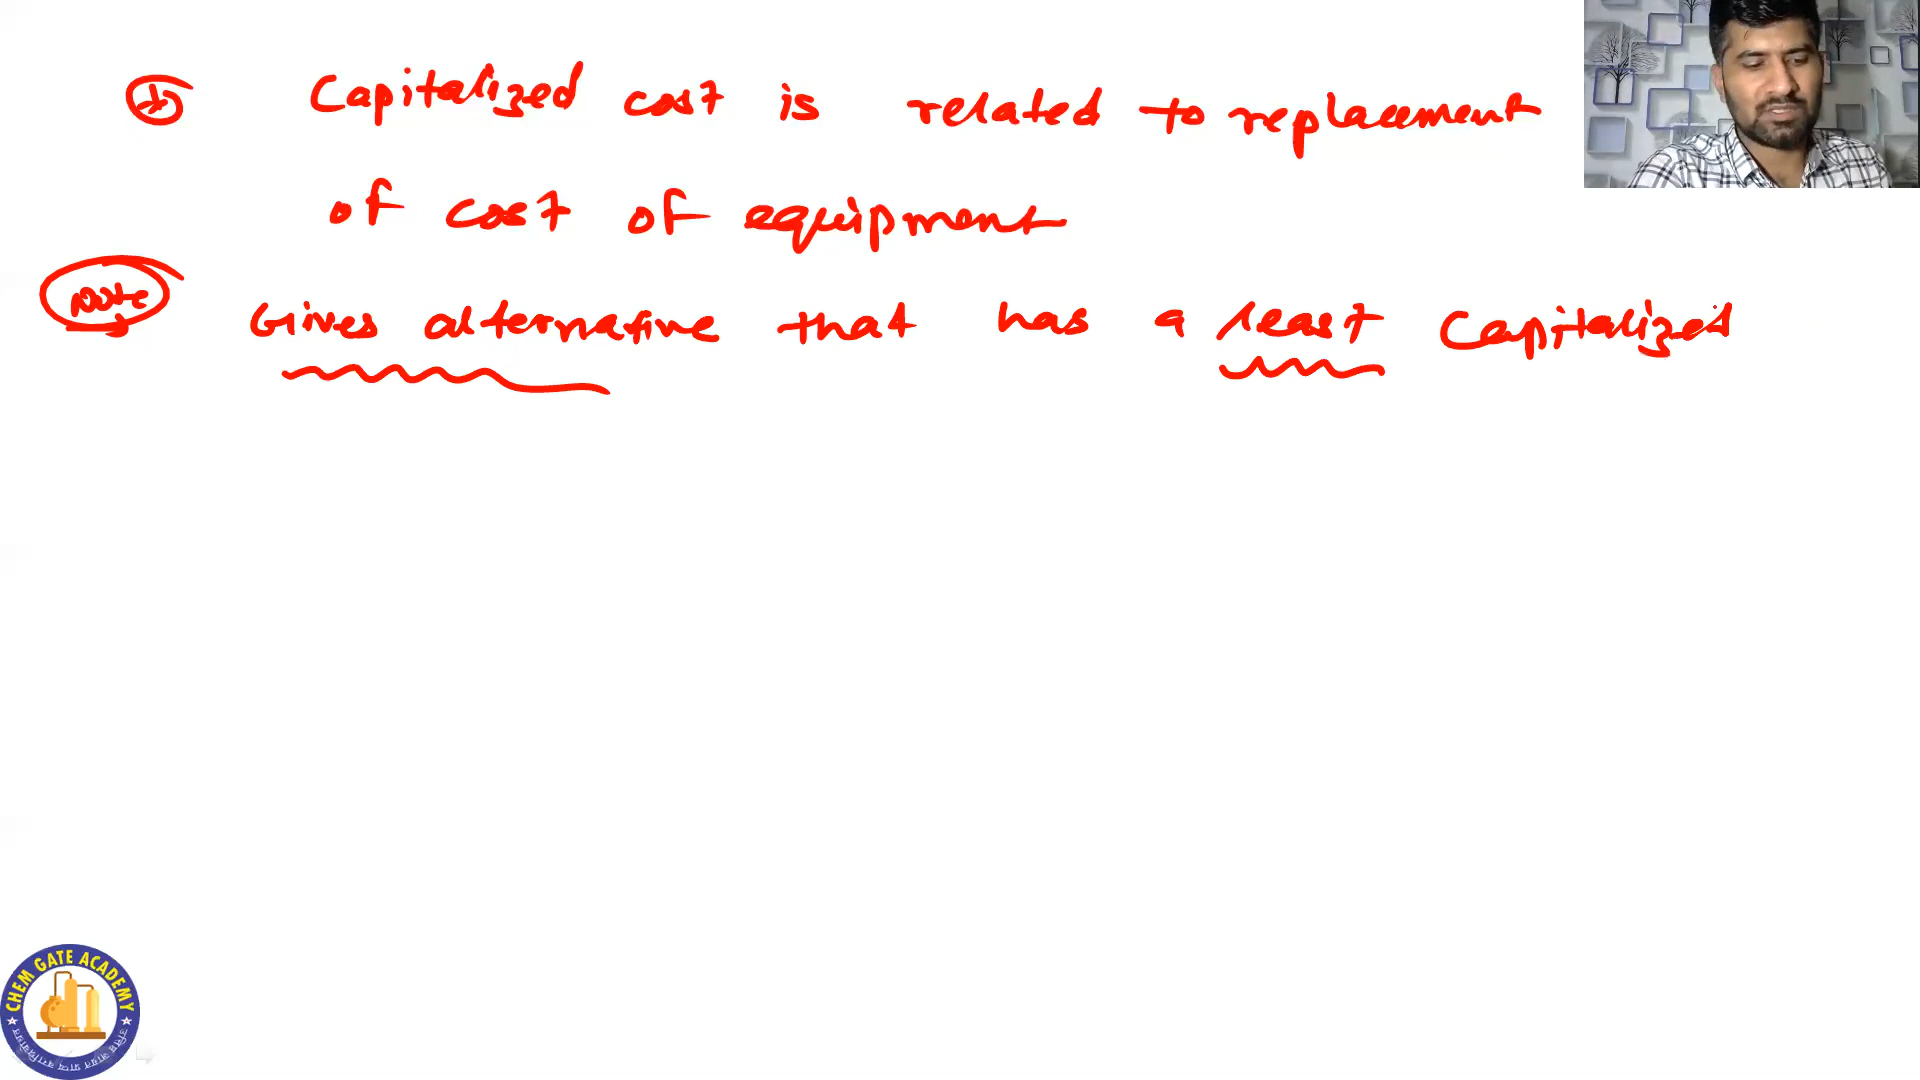 Capitalized cost is related to replacement
of cost of equipment
Note
Gives alternative that has a least Capitalized
CHEM GATE ACADEMY